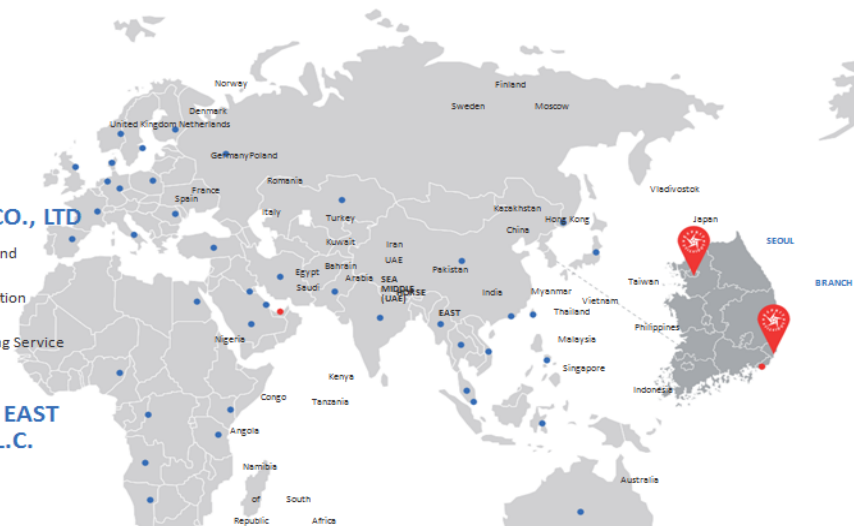 Norway
Finland
Denmark
Sweden
Moscow
United Kingdom Netherlands
Germany Poland
Romania
France
Spain
Vladivostok
CO., LTD
Italy
Turkey
Kazakhstan
Hong Kong
Japan
China
SEOUL
nd
Kuwait
Iran
UAE
Bahrain
Egypt
Pakistan
Arabia
SEA
Saudi
MIDDLE
HORSE
(UAE)
India
Myanmar
Taiwan
BRANCH
tion
Vietnam
EAST
Thailand
Philippines
ng Service
Nigeria
Malaysia
Singapore
Kenya
Indonesia
Congo
Tanzania
EAST
L.C.
Angola
Namibia
Australia
of
South
Republic
Africa